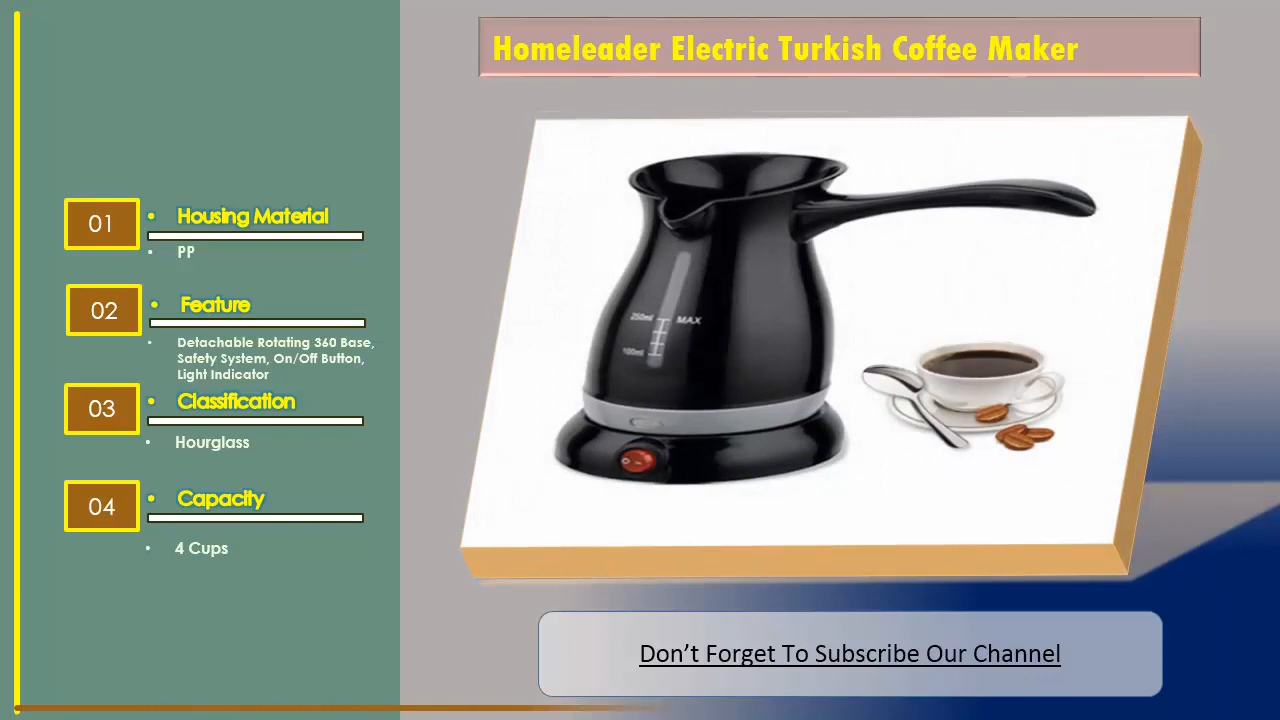 Homeleader Electric Turkish Coffee Maker
01
• Housing Material
• PP
02
• Feature
• Detachable Rotating 360 Base,
Safety System, On/Off Button,
Light Indicator
03
• Classification
• Hourglass
04
• Capacity
• 4 Cups
250ml MAX
100ml
Don’t Forget To Subscribe Our Channel